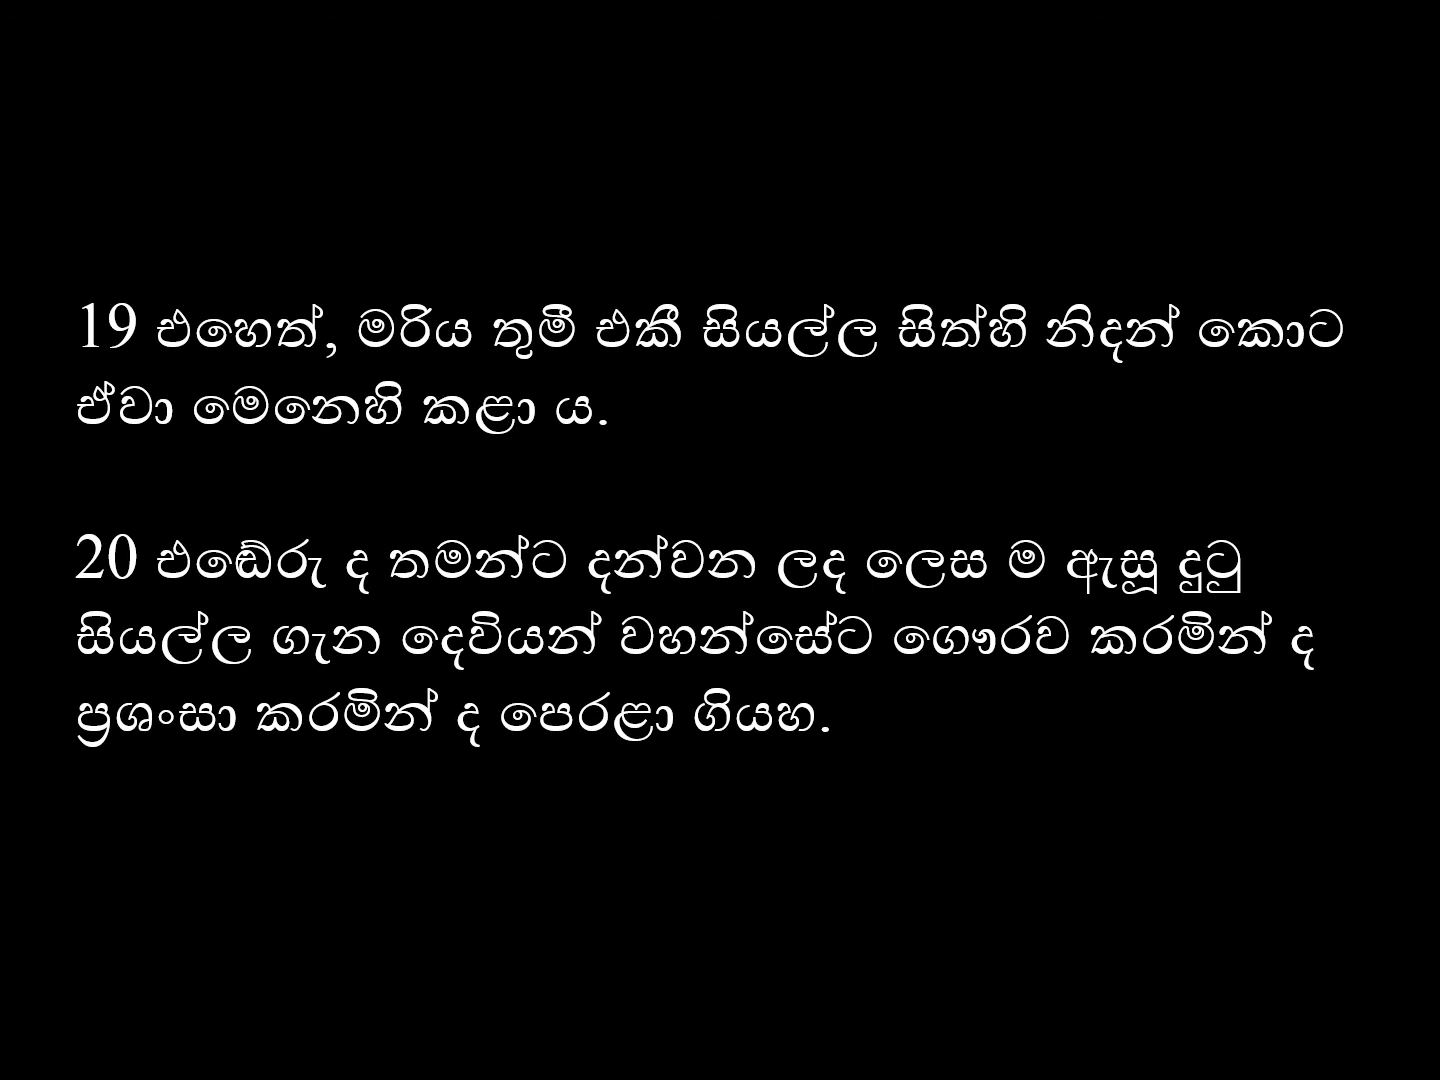 19 එහෙත්, මරිය තුමී එකී සියල්ල සිත්හි නිදන් කොට
ඒවා මෙනෙහි කළා ය.
20 එඬේරු ද තමන්ට දන්වන ලද ලෙස ම ඇසූ දුටු
සියල්ල ගැන දෙවියන් වහන්සේට ගෞරව කරමින් ද
ප්‍රශංසා කරමින් ද පෙරළා ගියහ.